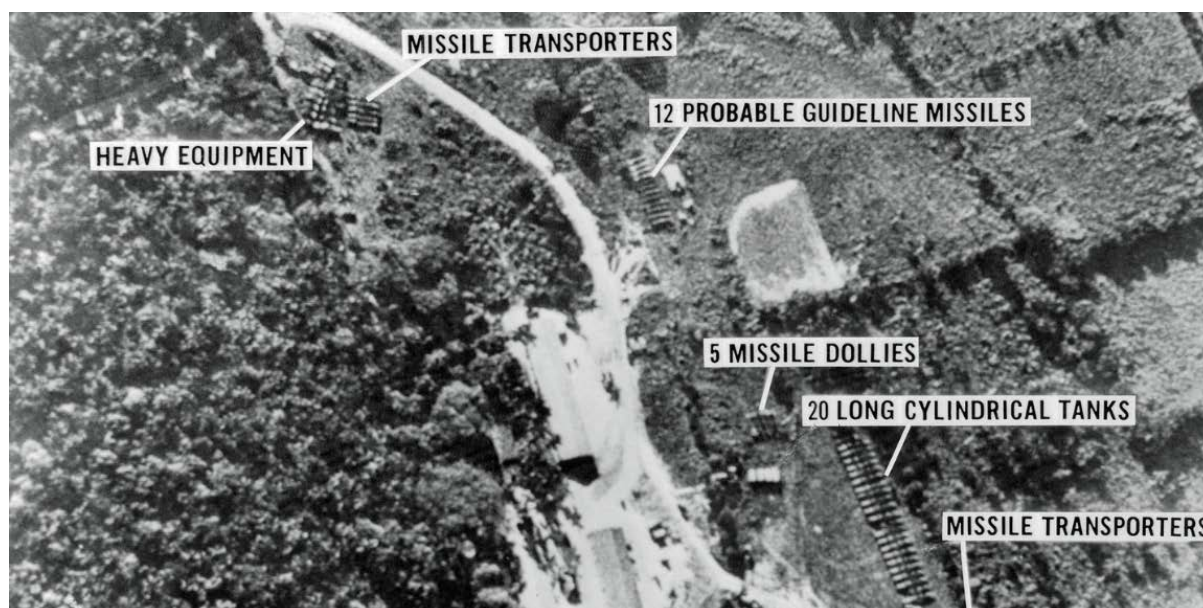 MISSILE TRANSPORTERS
12 PROBABLE GUIDELINE MISSILES
HEAVY EQUIPMENT
5 MISSILE DOLLIES
20 LONG CYLINDRICAL TANKS
MISSILE TRANSPORTERS